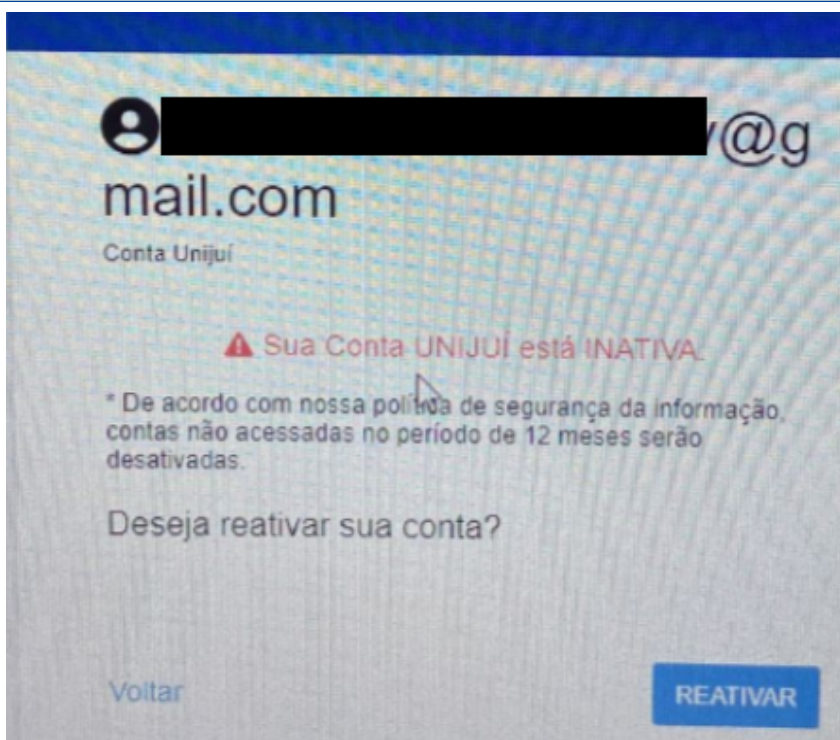 @g
mail.com
Conta Unijuí
Sua Conta UNIJUÍ está INATIVA.
* De acordo com nossa política de segurança da informação,
contas não acessadas no período de 12 meses serão
desativadas.
Deseja reativar sua conta?
Voltar
REATIVAR